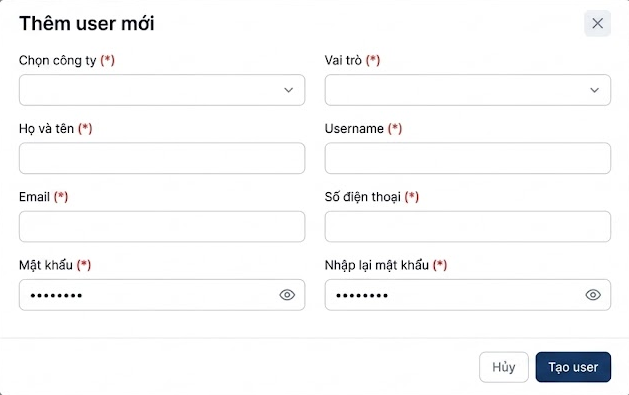 Thêm user mới
Chọn công ty (*)
Vai trò (*)
Họ và tên (*)
Username (*)
Email (*)
Số điện thoại (*)
Mật khẩu (*)
Nhập lại mật khẩu (*)
••••••••
••••••••
Hủy
Tạo user